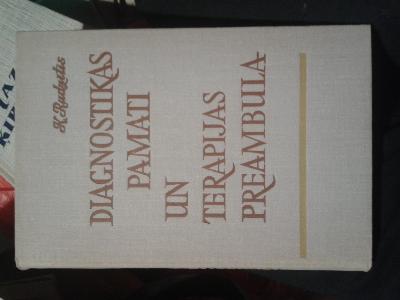 K. Rudzītis
DIAGNOSTIKAS
PAMATI
UN
TERAPIJAS
PREAMBULA